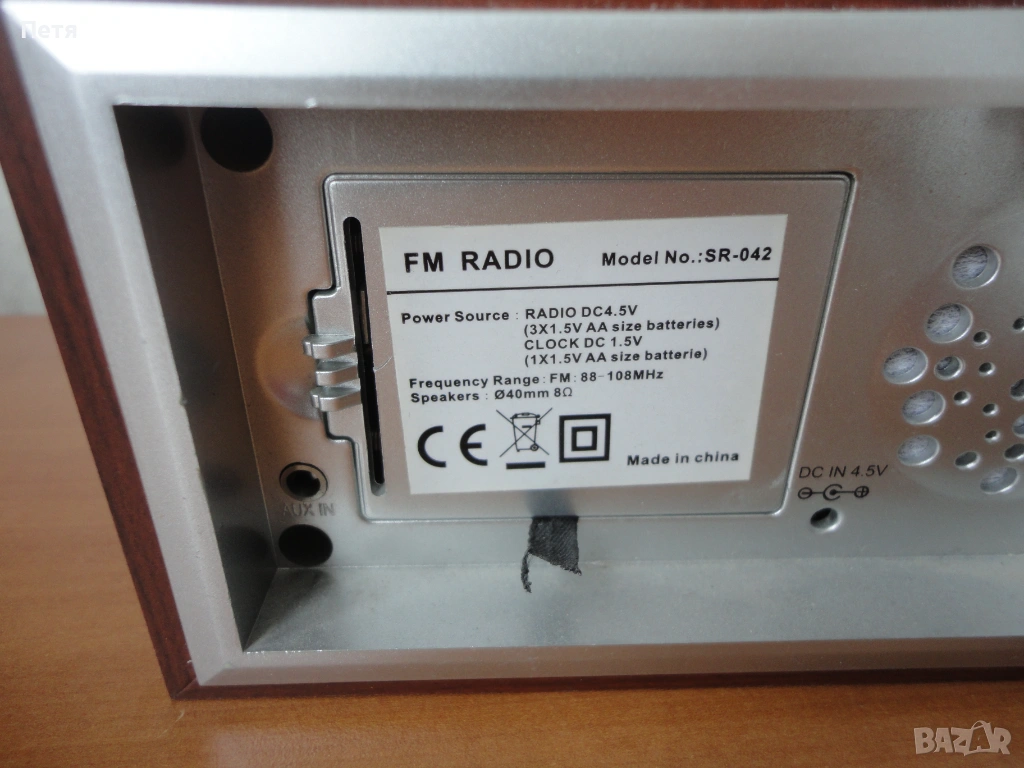 Петя
FM RADIO Model No.:SR-042
Power Source : RADIO DC4.5V
(3X1.5V AA size batteries)
CLOCK DC 1.5V
(1X1.5V AA size batterie)
Frequency Range: FM: 88-108MHz
Speakers : Ø40mm 8Ω
CE
Made in china
DC IN 4.5V
AUX IN
BAZAR